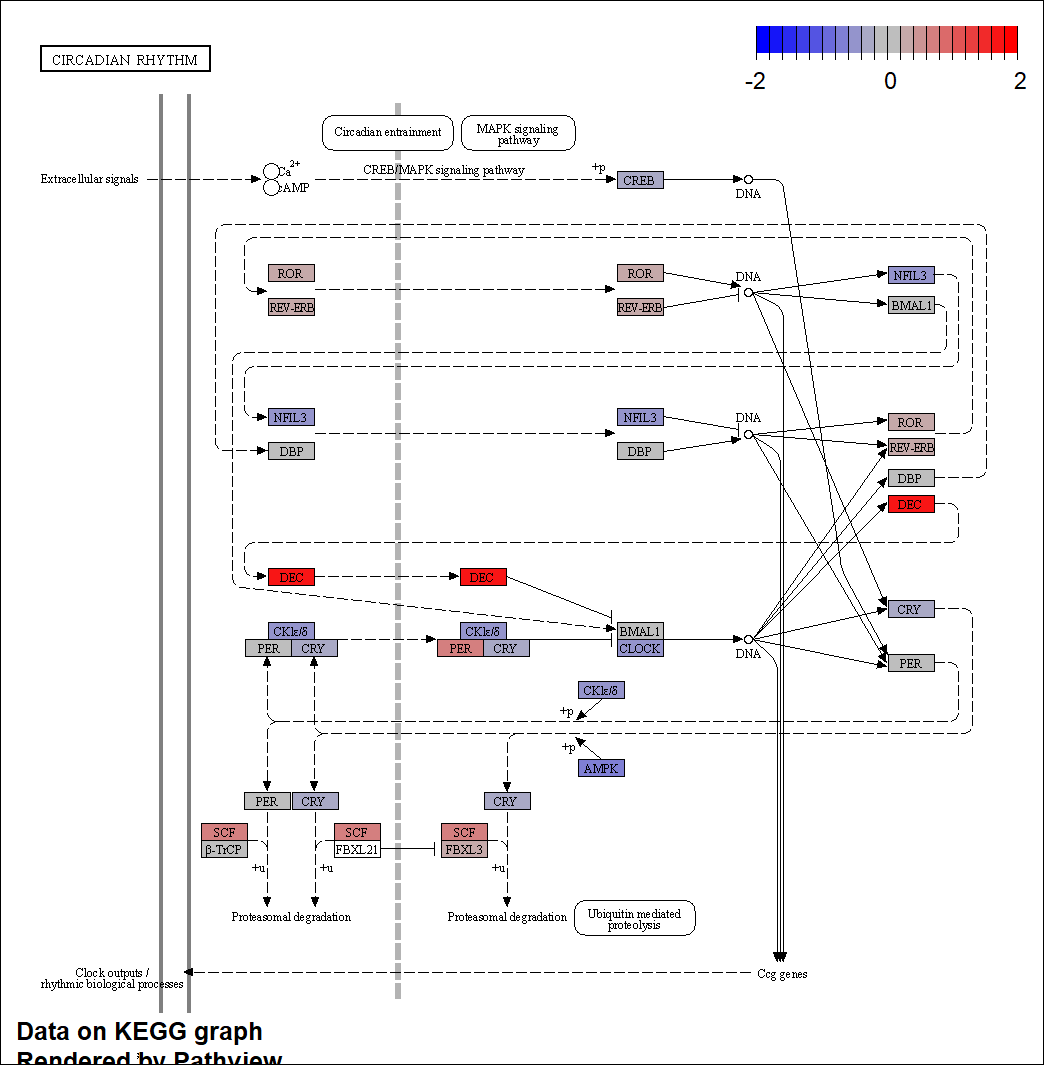 CIRCADIAN RHYTHM
-2 0 2
Circadian entrainment
MAPK signaling
pathway
Extracellular signals
Ca 2+
cAMP
CREB/MAPK signaling pathway
+p
CREB
DNA
ROR
REV-ERB
ROR
REV-ERB
DNA
NFIL3
BMAL1
NFIL3
DBP
NFIL3
DBP
DNA
ROR
REV-ERB
DBP
DEC
DEC
DEC
CKIε/δ
PER CRY
CKIε/δ
PER CRY
BMAL1
CLOCK
DNA
CRY
PER
CKIε/δ
+p
+p
AMPK
PER CRY
CRY
SCF
β-TrCP
+u
SCF
FBXL21
+u
SCF
FBXL3
+u
Proteasomal degradation
Proteasomal degradation
Ubiquitin mediated
proteolysis
Clock outputs /
rhythmic biological processes
Ccg genes
Data on KEGG graph
Rendered by Pathview